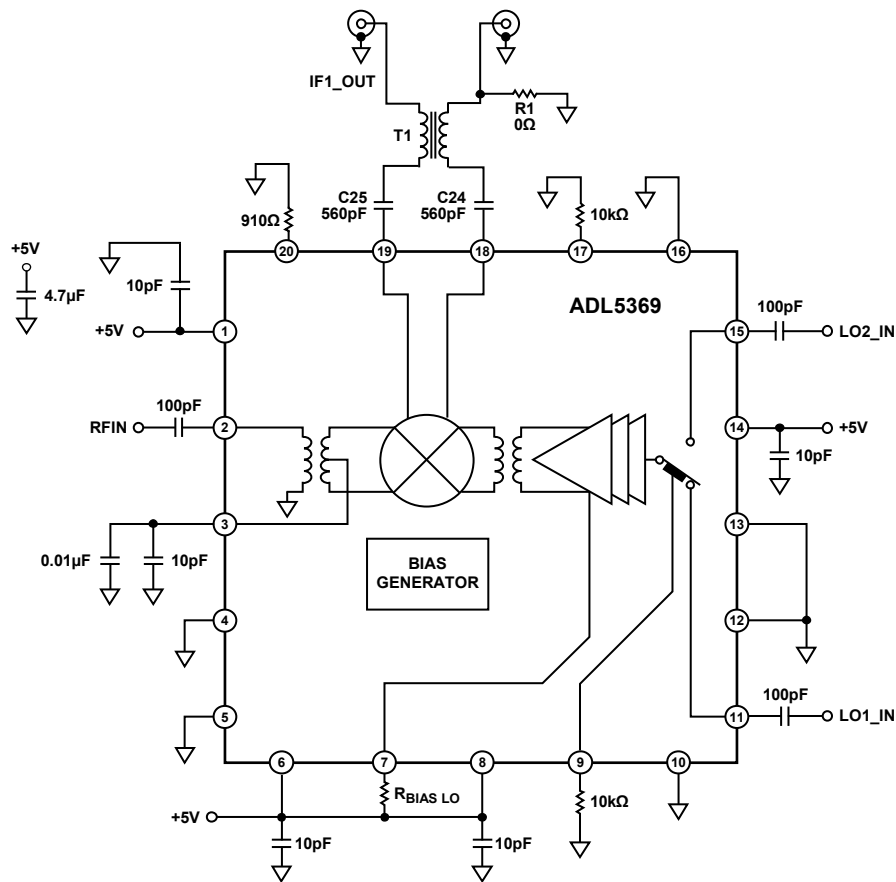 IF1_OUT
T1
R1
0Ω
C25
560pF
C24
560pF
910Ω
10kΩ
20
19
18
17
16
+5V
4.7µF
10pF
+5V
1
ADL5369
15
100pF
LO2_IN
RFIN
100pF
2
14
+5V
10pF
3
13
0.01µF
10pF
BIAS
GENERATOR
4
12
5
100pF
11
LO1_IN
6
7
8
9
10
+5V
RBIAS LO
10kΩ
10pF
10pF